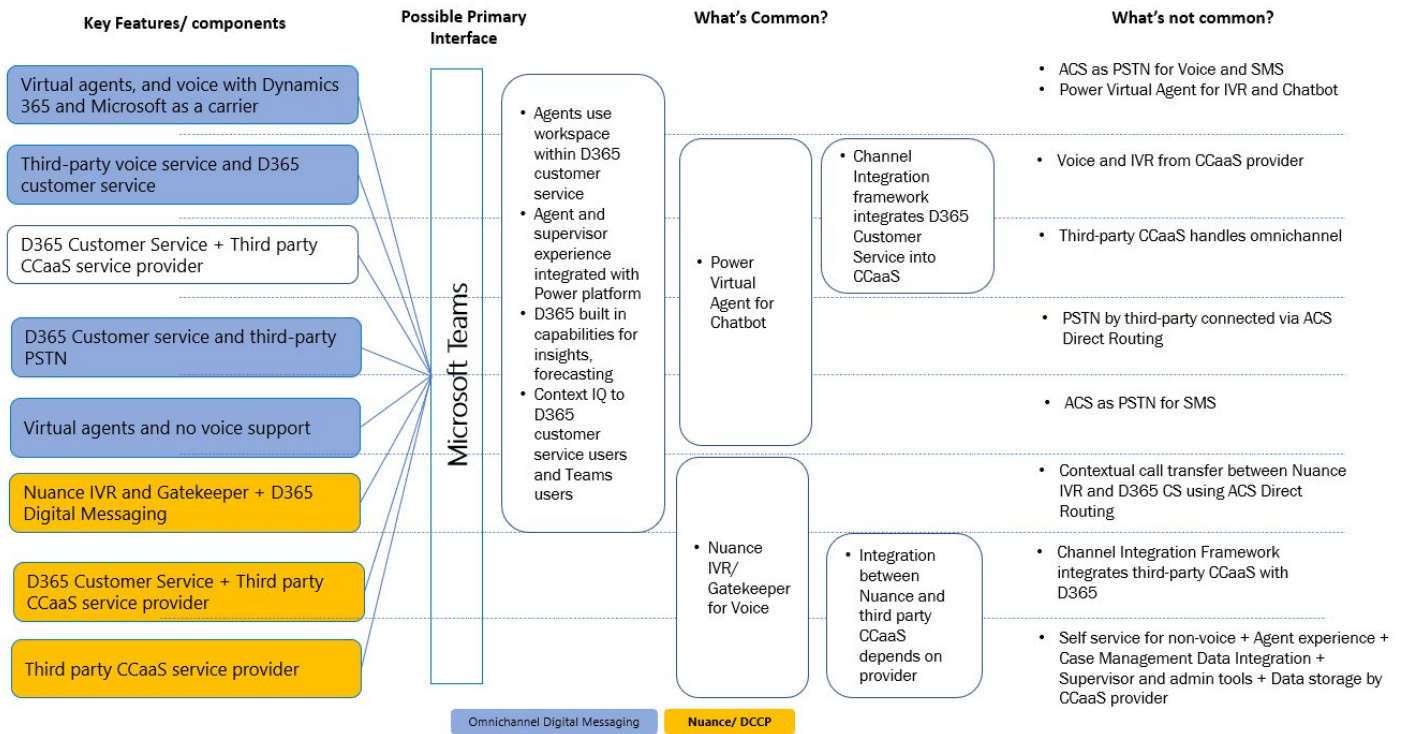 Key Features/ components
Possible Primary
Interface
What's Common?
What's not common?
Virtual agents, and voice with Dynamics
365 and Microsoft as a carrier
Third-party voice service and D365
customer service
D365 Customer Service + Third party
CCaaS service provider
D365 Customer service and third-party
PSTN
Virtual agents and no voice support
Nuance IVR and Gatekeeper + D365
Digital Messaging
D365 Customer Service + Third party
CCaaS service provider
Third party CCaaS service provider
Microsoft Teams
• Agents use
workspace
within D365
customer
service
• Agent and
supervisor
experience
integrated with
Power platform
• D365 built in
capabilities for
insights,
forecasting
• Context IQ to
D365
customer
service users
and Teams
users
• Power
Virtual
Agent for
Chatbot
• Nuance
IVR/
Gatekeeper
for Voice
• Channel
Integration
framework
integrates D365
Customer
Service into
CCaaS
• Integration
between
Nuance and
third party
CCaaS
depends on
provider
• ACS as PSTN for Voice and SMS
• Power Virtual Agent for IVR and Chatbot
• Voice and IVR from CCaaS provider
• Third-party CCaaS handles omnichannel
• PSTN by third-party connected via ACS
Direct Routing
• ACS as PSTN for SMS
• Contextual call transfer between Nuance
IVR and D365 CS using ACS Direct
Routing
• Channel Integration Framework
integrates third-party CCaaS with
D365
• Self service for non-voice + Agent experience +
Case Management Data Integration +
Supervisor and admin tools + Data storage by
CCaaS provider
Omnichannel Digital Messaging
Nuance/ DCCP